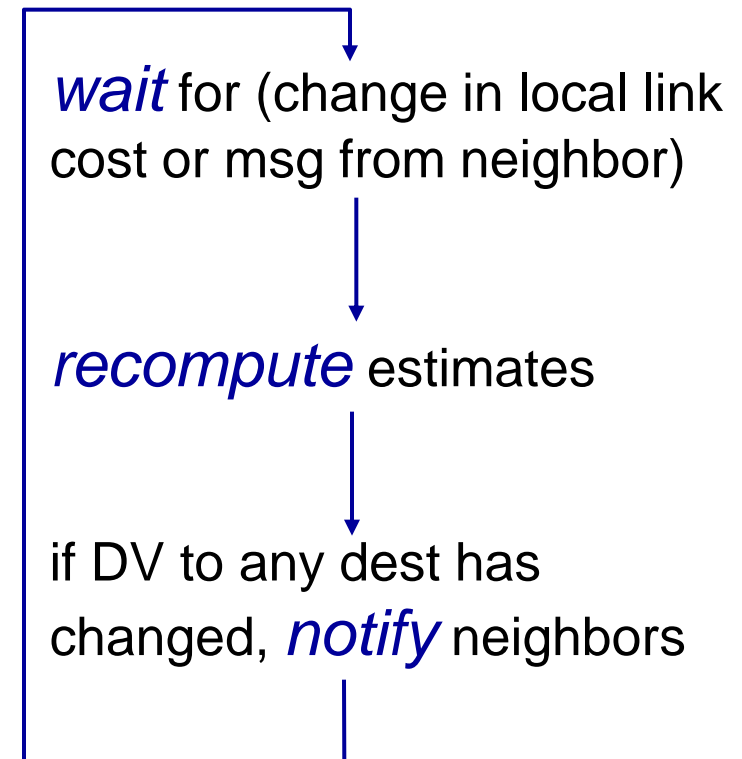 wait for (change in local link
cost or msg from neighbor)
recompute estimates
if DV to any dest has
changed, notify neighbors